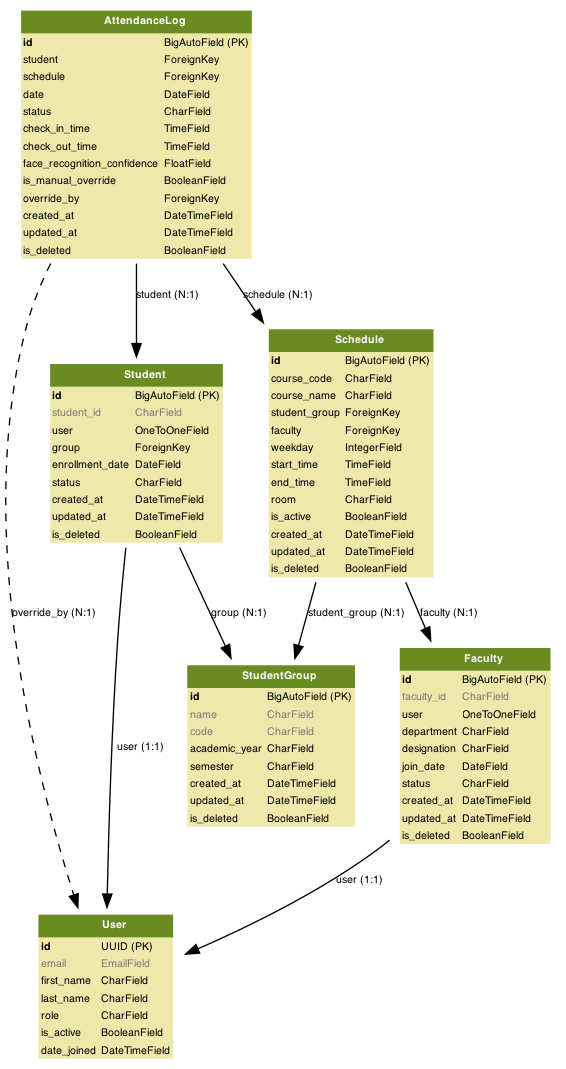 AttendanceLog
id BigAutoField (PK)
student ForeignKey
schedule ForeignKey
date DateField
status CharField
check_in_time TimeField
check_out_time TimeField
face_recognition_confidence FloatField
is_manual_override BooleanField
override_by ForeignKey
created_at DateTimeField
updated_at DateTimeField
is_deleted BooleanField
student (N:1)
schedule (N:1)
Schedule
id BigAutoField (PK)
course_code CharField
course_name CharField
student_group ForeignKey
faculty ForeignKey
weekday IntegerField
start_time TimeField
end_time TimeField
room CharField
is_active BooleanField
created_at DateTimeField
updated_at DateTimeField
is_deleted BooleanField
Student
id BigAutoField (PK)
student_id CharField
user OneToOneField
group ForeignKey
enrollment_date DateField
status CharField
created_at DateTimeField
updated_at DateTimeField
is_deleted BooleanField
override_by (N:1)
group (N:1)
student_group (N:1)
faculty (N:1)
StudentGroup
id BigAutoField (PK)
name CharField
code CharField
academic_year CharField
semester CharField
created_at DateTimeField
updated_at DateTimeField
is_deleted BooleanField
Faculty
id BigAutoField (PK)
faculty_id CharField
user OneToOneField
department CharField
designation CharField
join_date DateField
status CharField
created_at DateTimeField
updated_at DateTimeField
is_deleted BooleanField
user (1:1)
user (1:1)
User
id UUID (PK)
email EmailField
first_name CharField
last_name CharField
role CharField
is_active BooleanField
date_joined DateTimeField